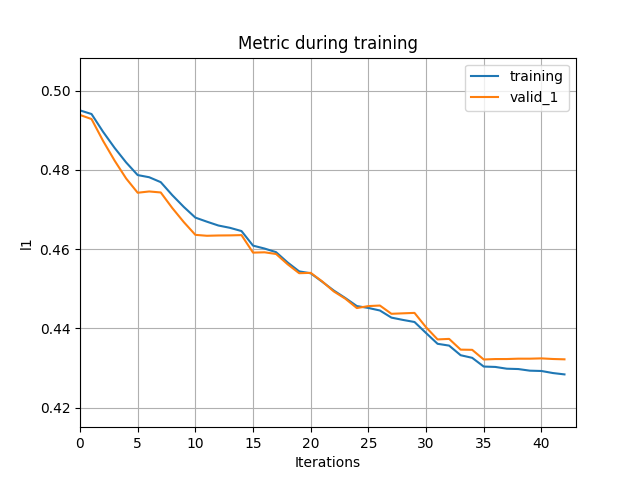 Metric during training
training
valid_1
0.50
0.48
0.46
0.44
0.42
l1
0 5 10 15 20 25 30 35 40
Iterations